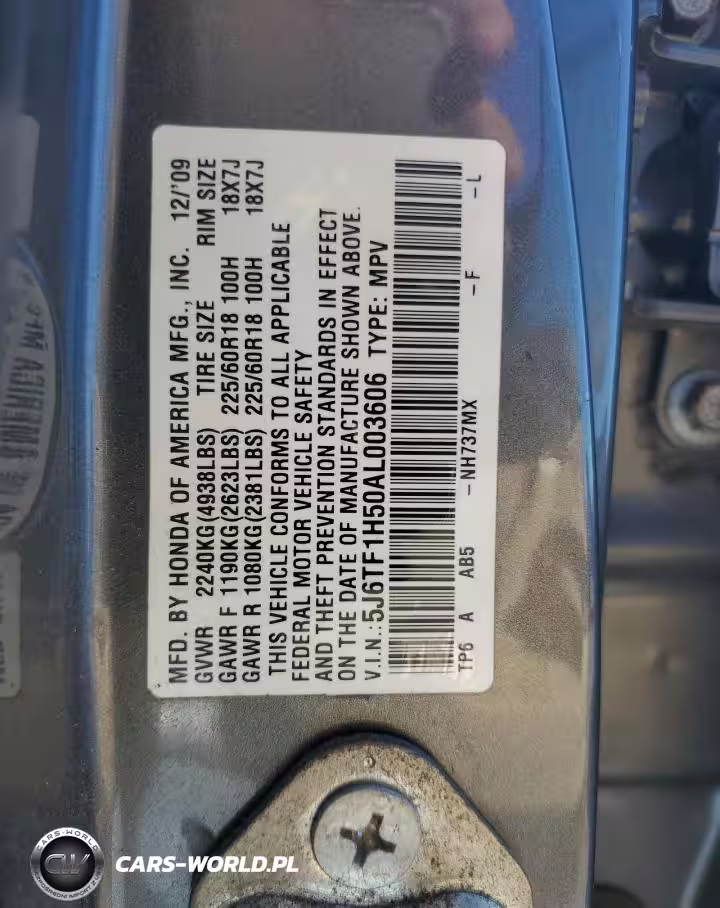 MFD. BY HONDA OF AMERICA MFG., INC. 12/'09
GVWR 2240KG(4938LBS) TIRE SIZE RIM SIZE
GAWR F 1190KG(2623LBS) 225/60R18 100H 18X7J
GAWR R 1080KG(2381LBS) 225/60R18 100H 18X7J
THIS VEHICLE CONFORMS TO ALL APPLICABLE
FEDERAL MOTOR VEHICLE SAFETY
AND THEFT PREVENTION STANDARDS IN EFFECT
ON THE DATE OF MANUFACTURE SHOWN ABOVE.
V.I.N.:5J6TF1H50AL003606 TYPE: MPV
TP6 A AB5 -NH737MX -F -L
CARS-WORLD
CW
CARS-WORLD.PL